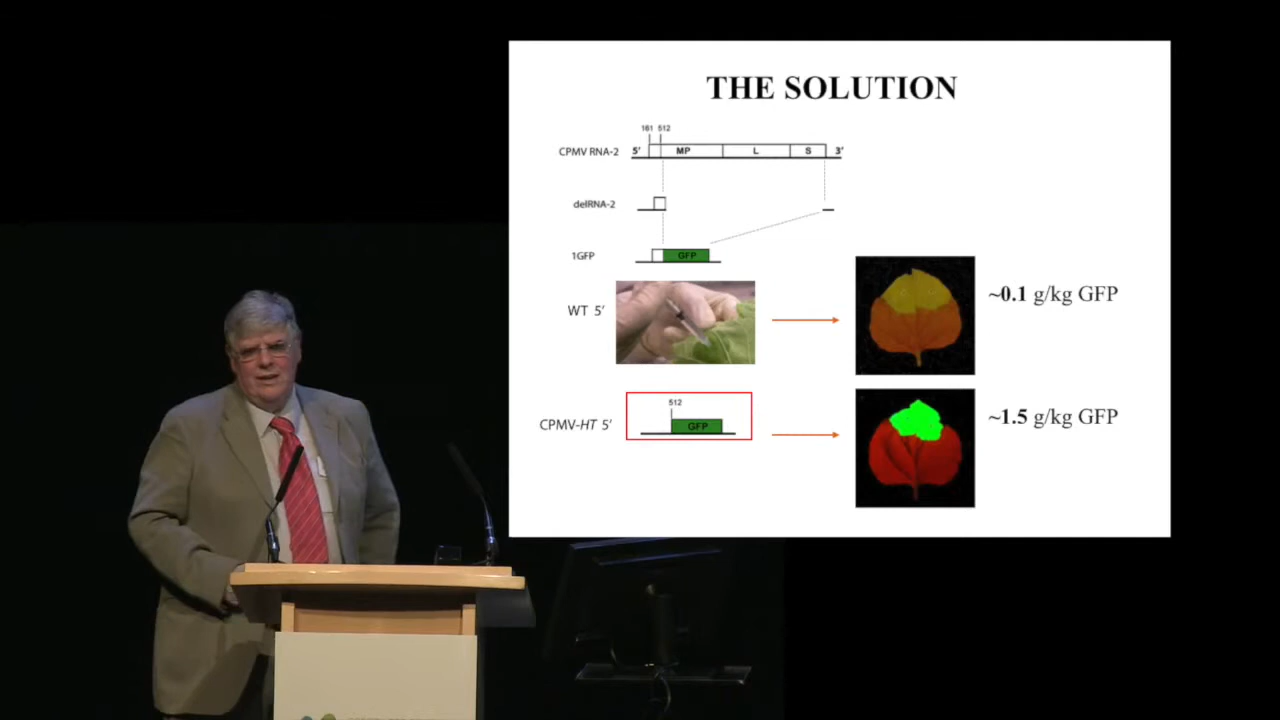 THE SOLUTION
161 512
CPMV RNA-2 5' MP L S 3'
delRNA-2
1GFP GFP
WT 5'
~0.1 g/kg GFP
512
CPMV-HT 5' GFP
~1.5 g/kg GFP